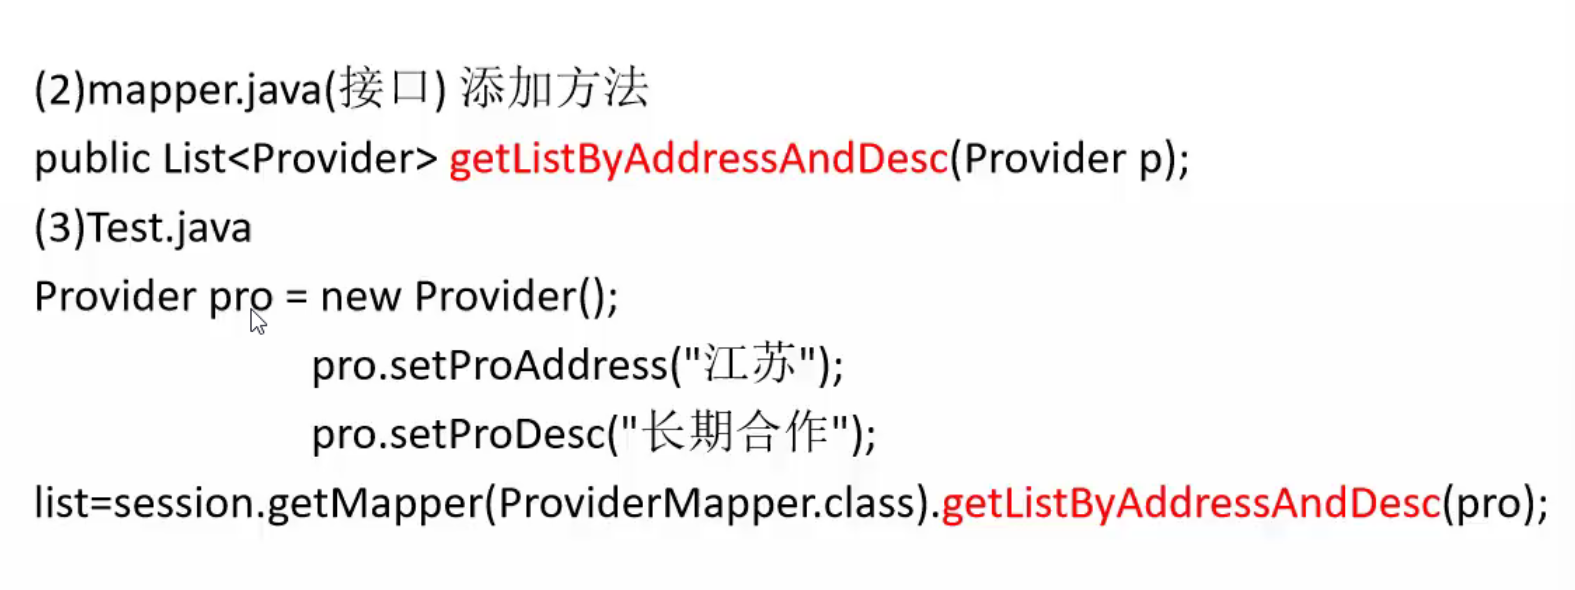 (2)mapper.java(接口) 添加方法
public List<Provider> getListByAddressAndDesc(Provider p);
(3)Test.java
Provider pro = new Provider();
pro.setProAddress("江苏");
pro.setProDesc("长期合作");
list=session.getMapper(ProviderMapper.class).getListByAddressAndDesc(pro);